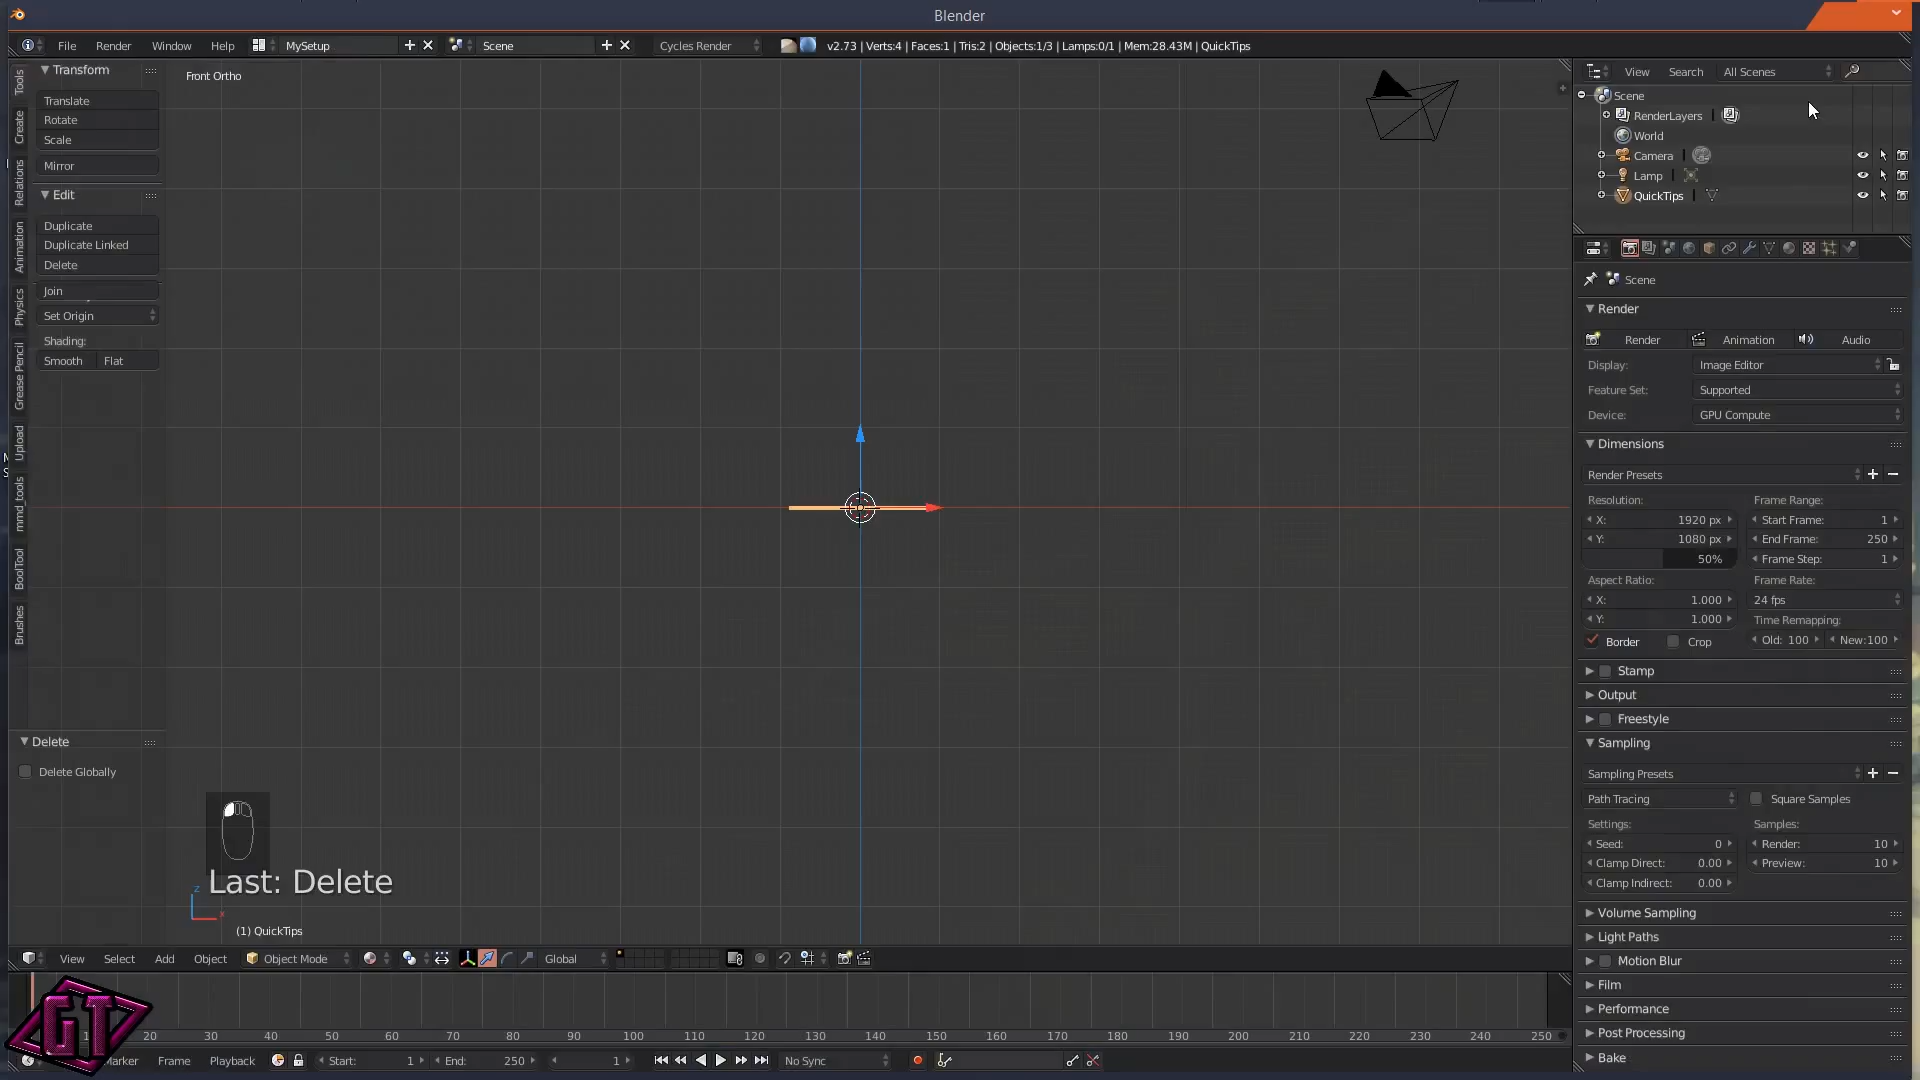 Blender
File Render Window Help MySetup Scene Cycles Render v2.73 | Verts:4 | Faces:1 | Tris:2 | Objects:1/3 | Lamps:0/1 | Mem:28.43M | QuickTips
Tools
Create
Relations
Animation
Physics
Grease Pencil
Upload
mmd_tools
BoolTool
Brushes
Transform
Translate
Rotate
Scale
Mirror
Edit
Duplicate
Duplicate Linked
Delete
Join
Set Origin
Shading:
Smooth Flat
Delete
Delete Globally
Front Ortho
Last: Delete
z
x
(1) QuickTips
View Select Add Object Object Mode Global
View Search All Scenes
Scene
RenderLayers |
World
Camera |
Lamp |
QuickTips |
Scene
Render
Render Animation Audio
Display: Image Editor
Feature Set: Supported
Device: GPU Compute
Dimensions
Render Presets
Resolution: Frame Range:
X: 1920 px Start Frame: 1
Y: 1080 px End Frame: 250
50% Frame Step: 1
Aspect Ratio: Frame Rate:
X: 1.000 24 fps
Y: 1.000 Time Remapping:
Border Crop Old: 100 New:100
Stamp
Output
Freestyle
Sampling
Sampling Presets
Path Tracing Square Samples
Settings: Samples:
Seed: 0 Render: 10
Clamp Direct: 0.00 Preview: 10
Clamp Indirect: 0.00
Volume Sampling
Light Paths
Motion Blur
Film
Performance
Post Processing
Bake
GT
20 30 40 50 60 70 80 90 100 110 120 130 140 150 160 170 180 190 200 210 220 230 240 250
Marker Frame Playback Start: 1 End: 250 1 No Sync